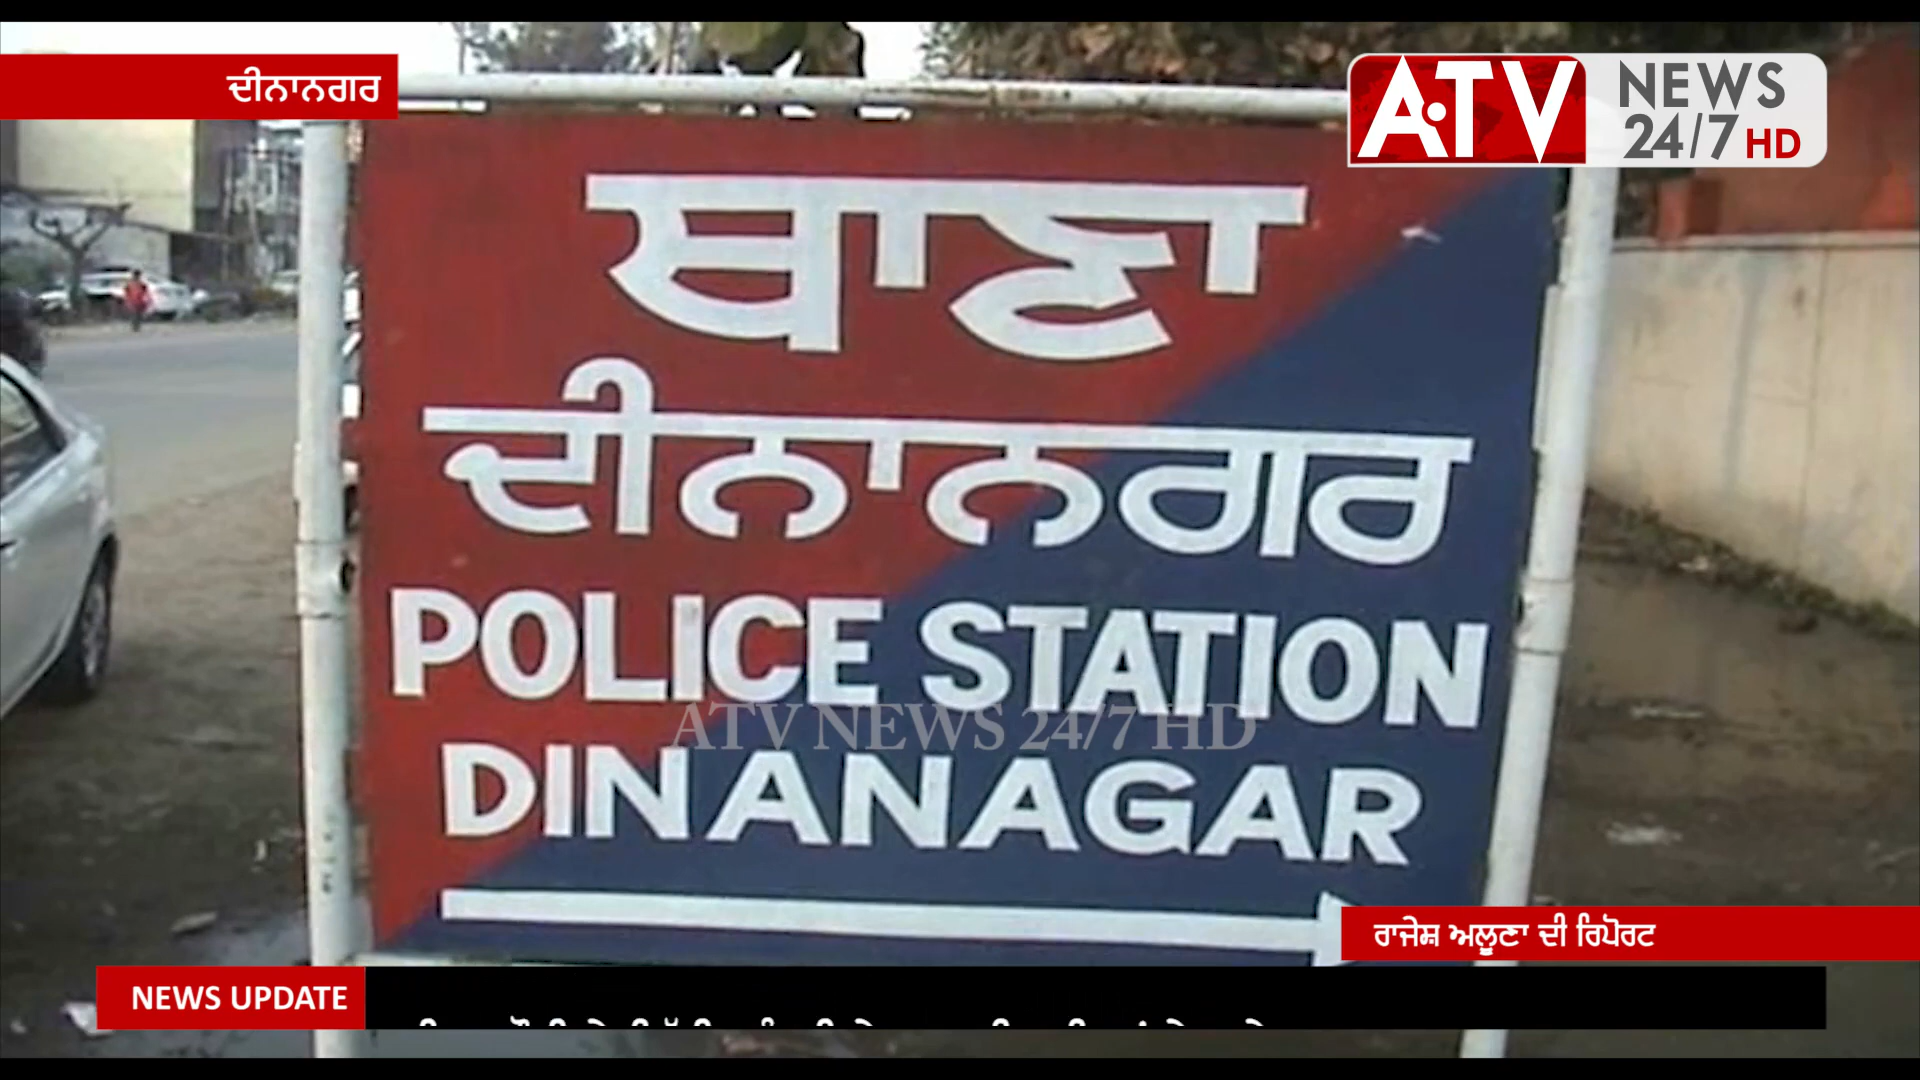 ਦੀਨਾਨਗਰ
ATV NEWS
24/7 HD
ਥਾਣਾ
ਦੀਨਾਨਗਰ
POLICE STATION
ATV NEWS 24/7 HD
DINANAGAR
ਰਾਜੇਸ਼ ਅਲੂਣਾ ਦੀ ਰਿਪੋਰਟ
NEWS UPDATE